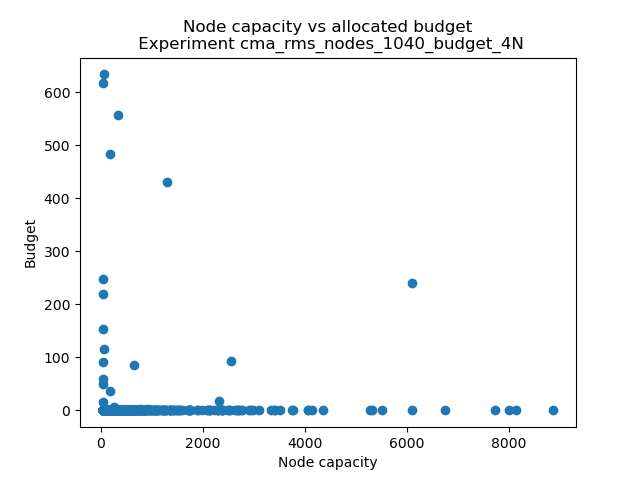 Node capacity vs allocated budget
Experiment cma_rms_nodes_1040_budget_4N
600
500
400
300
200
100
0
Budget
0 2000 4000 6000 8000
Node capacity